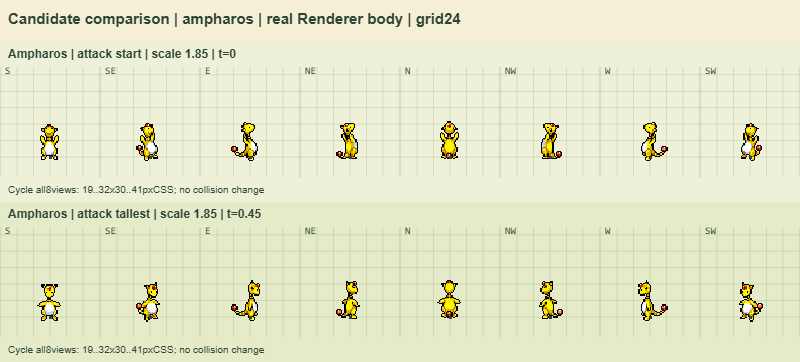 Candidate comparison | ampharos | real Renderer body | grid24
Ampharos | attack start | scale 1.85 | t=0
S SE E NE N NW W SW
Cycle all8views: 19..32x30..41pxCSS; no collision change
Ampharos | attack tallest | scale 1.85 | t=0.45
S SE E NE N NW W SW
Cycle all8views: 19..32x30..41pxCSS; no collision change